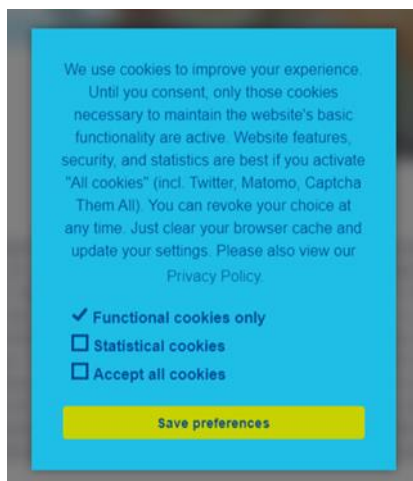 We use cookies to improve your experience.
Until you consent, only those cookies
necessary to maintain the website's basic
functionality are active. Website features,
security, and statistics are best if you activate
"All cookies" (incl. Twitter, Matomo, Captcha
Them All). You can revoke your choice at
any time. Just clear your browser cache and
update your settings. Please also view our
Privacy Policy.
Functional cookies only
Statistical cookies
Accept all cookies
Save preferences